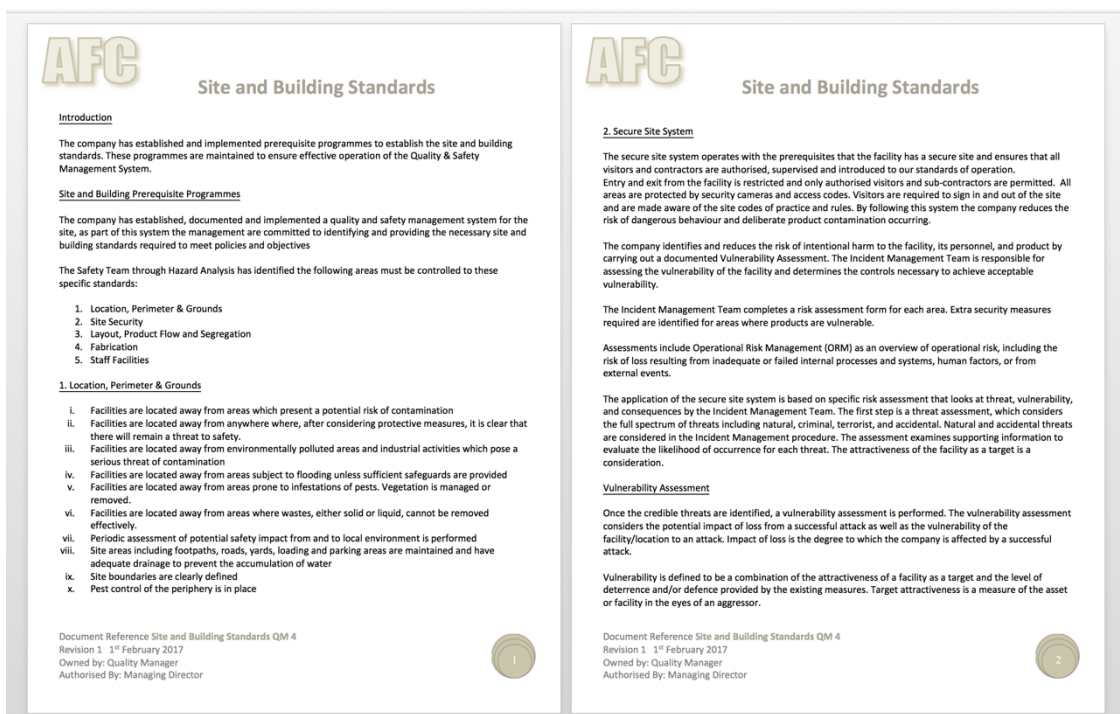 AFC
Site and Building Standards
Introduction
The company has established and implemented prerequisite programmes to establish the site and building
standards. These programmes are maintained to ensure effective operation of the Quality & Safety
Management System.
Site and Building Prerequisite Programmes
The company has established, documented and implemented a quality and safety management system for the
site, as part of this system the management are committed to identifying and providing the necessary site and
building standards required to meet policies and objectives
The Safety Team through Hazard Analysis has identified the following areas must be controlled to these
specific standards:
1. Location, Perimeter & Grounds
2. Site Security
3. Layout, Product Flow and Segregation
4. Fabrication
5. Staff Facilities
1. Location, Perimeter & Grounds
i. Facilities are located away from areas which present a potential risk of contamination
ii. Facilities are located away from anywhere where, after considering protective measures, it is clear that
there will remain a threat to safety.
iii. Facilities are located away from environmentally polluted areas and industrial activities which pose a
serious threat of contamination
iv. Facilities are located away from areas subject to flooding unless sufficient safeguards are provided
v. Facilities are located away from areas prone to infestations of pests. Vegetation is managed or
removed.
vi. Facilities are located away from areas where wastes, either solid or liquid, cannot be removed
effectively.
vii. Periodic assessment of potential safety impact from and to local environment is performed
viii. Site areas including footpaths, roads, yards, loading and parking areas are maintained and have
adequate drainage to prevent the accumulation of water
ix. Site boundaries are clearly defined
x. Pest control of the periphery is in place
Document Reference Site and Building Standards QM 4
Revision 1 1st February 2017
Owned by: Quality Manager
Authorised By: Managing Director
1
AFC
Site and Building Standards
2. Secure Site System
The secure site system operates with the prerequisites that the facility has a secure site and ensures that all
visitors and contractors are authorised, supervised and introduced to our standards of operation.
Entry and exit from the facility is restricted and only authorised visitors and sub-contractors are permitted. All
areas are protected by security cameras and access codes. Visitors are required to sign in and out of the site
and are made aware of the site codes of practice and rules. By following this system the company reduces the
risk of dangerous behaviour and deliberate product contamination occurring.
The company identifies and reduces the risk of intentional harm to the facility, its personnel, and product by
carrying out a documented Vulnerability Assessment. The Incident Management Team is responsible for
assessing the vulnerability of the facility and determines the controls necessary to achieve acceptable
vulnerability.
The Incident Management Team completes a risk assessment form for each area. Extra security measures
required are identified for areas where products are vulnerable.
Assessments include Operational Risk Management (ORM) as an overview of operational risk, including the
risk of loss resulting from inadequate or failed internal processes and systems, human factors, or from
external events.
The application of the secure site system is based on specific risk assessment that looks at threat, vulnerability,
and consequences by the Incident Management Team. The first step is a threat assessment, which considers
the full spectrum of threats including natural, criminal, terrorist, and accidental. Natural and accidental threats
are considered in the Incident Management procedure. The assessment examines supporting information to
evaluate the likelihood of occurrence for each threat. The attractiveness of the facility as a target is a
consideration.
Vulnerability Assessment
Once the credible threats are identified, a vulnerability assessment is performed. The vulnerability assessment
considers the potential impact of loss from a successful attack as well as the vulnerability of the
facility/location to an attack. Impact of loss is the degree to which the company is affected by a successful
attack.
Vulnerability is defined to be a combination of the attractiveness of a facility as a target and the level of
deterrence and/or defence provided by the existing measures. Target attractiveness is a measure of the asset
or facility in the eyes of an aggressor.
Document Reference Site and Building Standards QM 4
Revision 1 1st February 2017
Owned by: Quality Manager
Authorised By: Managing Director
2